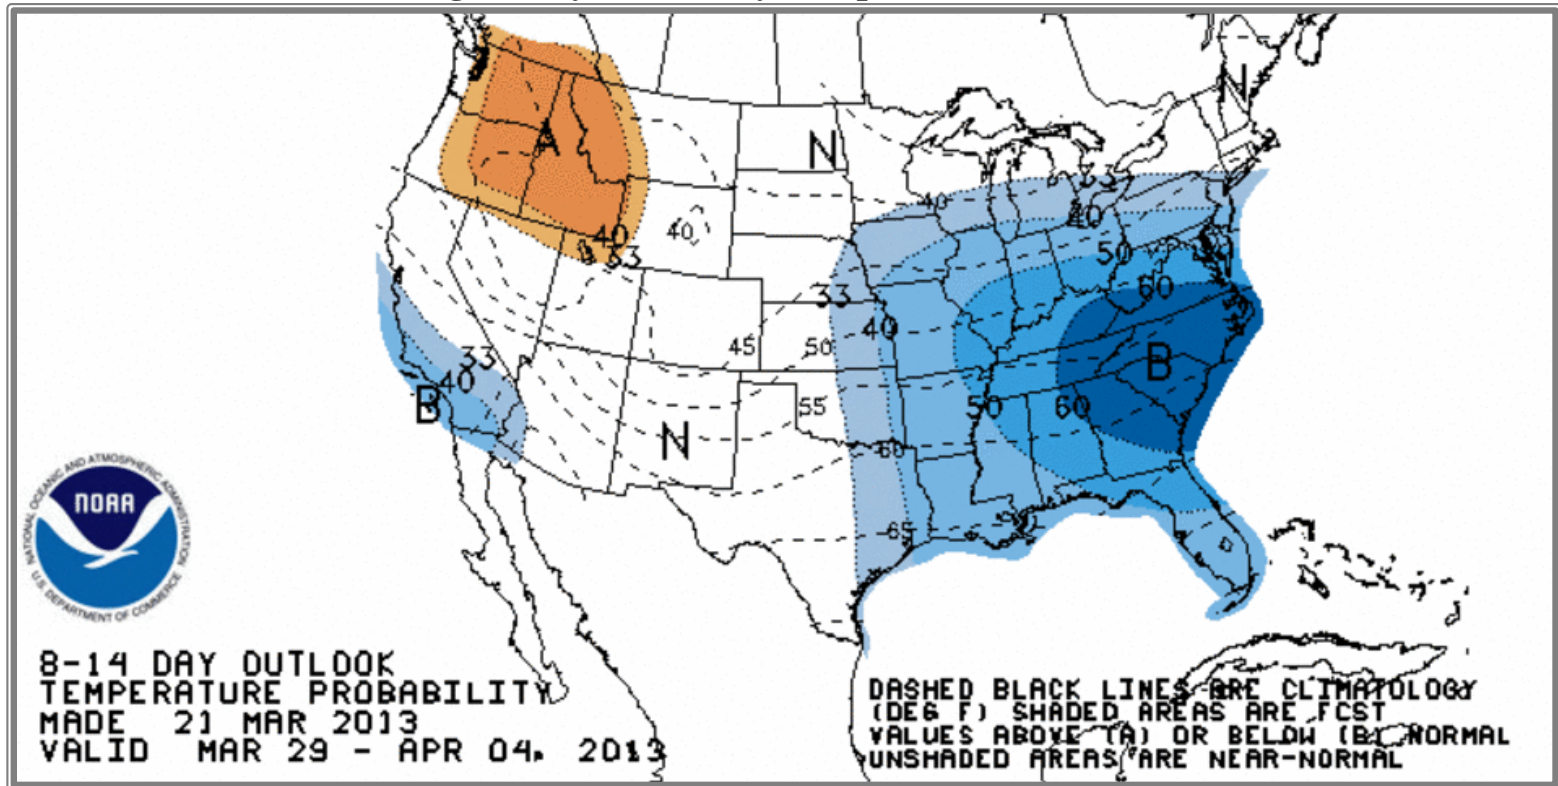 N
A
N
40
33
40
33
40
40
50
60
33
40
45
50
B
33
40
B
55
50
60
N
60
65
NOAA
NATIONAL OCEANIC AND ATMOSPHERIC ADMINISTRATION
U.S. DEPARTMENT OF COMMERCE
8-14 DAY OUTLOOK
TEMPERATURE PROBABILITY
MADE 21 MAR 2013
VALID MAR 29 - APR 04, 2013
DASHED BLACK LINES ARE CLIMATOLOGY
(DEG F) SHADED AREAS ARE FCST
VALUES ABOVE (A) OR BELOW (B) NORMAL
UNSHADED AREAS ARE NEAR-NORMAL